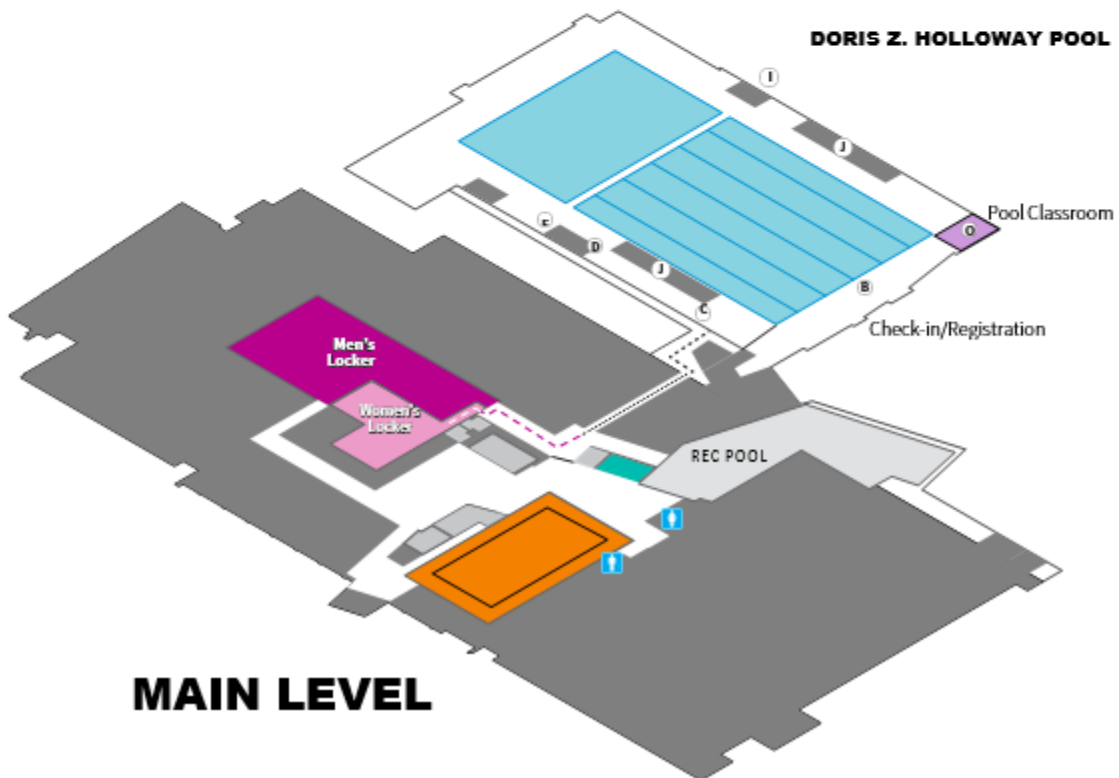 DORIS Z. HOLLOWAY POOL
I
J
Pool Classroom
O
E
D
J
B
C
Check-in/Registration
Men's
Locker
Women's
Locker
REC POOL
MAIN LEVEL